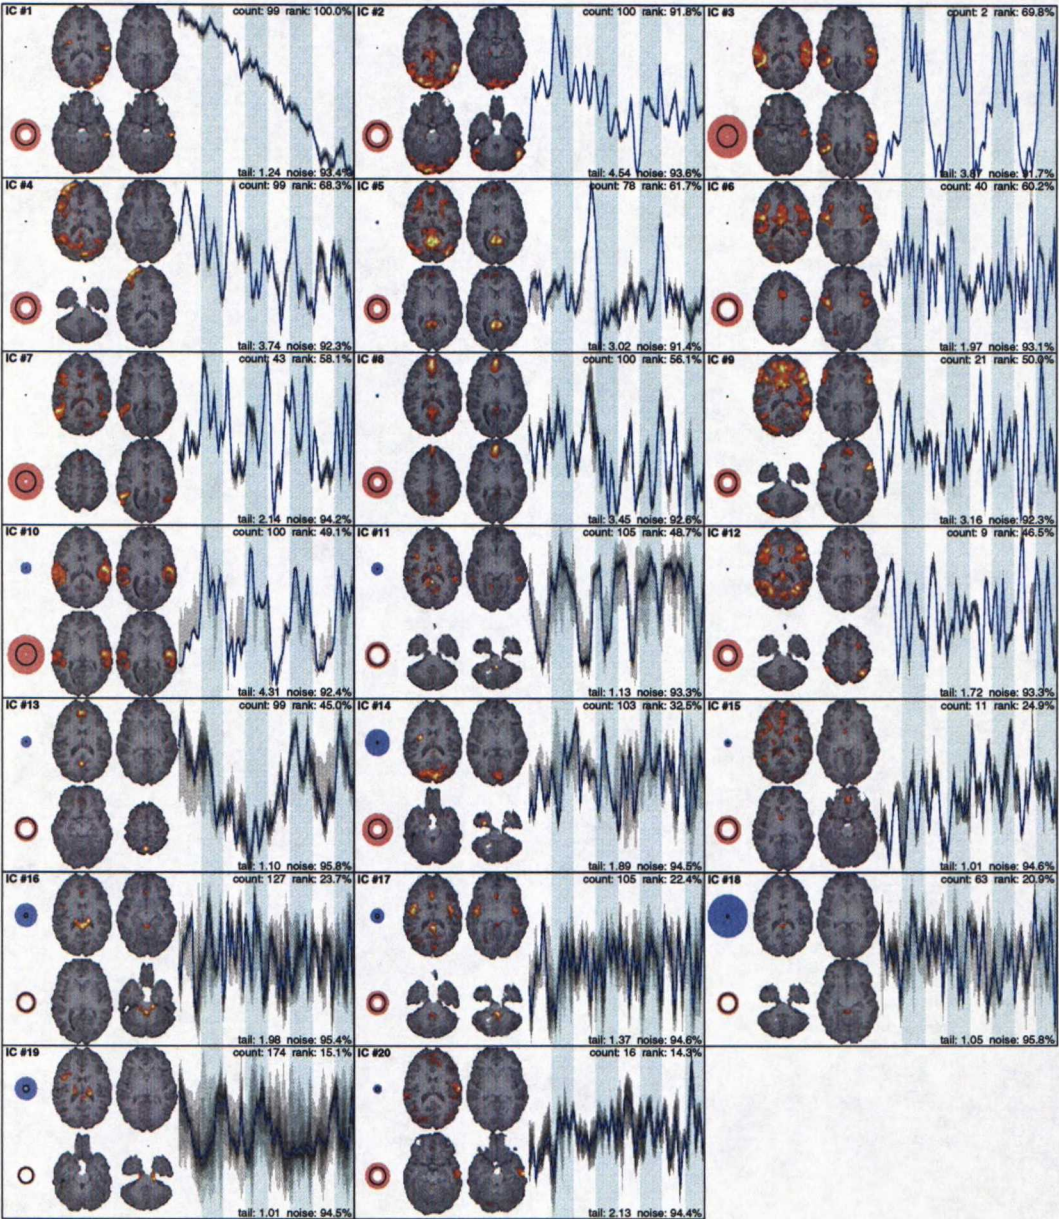 IC #1 count: 99 rank: 100.0%
tail: 1.24 noise: 93.4%
IC #2 count: 100 rank: 91.8%
tail: 4.54 noise: 93.6%
IC #3 count: 2 rank: 69.8%
tail: 3.87 noise: 91.7%
IC #4 count: 99 rank: 68.3%
tail: 3.74 noise: 92.3%
IC #5 count: 78 rank: 61.7%
tail: 3.02 noise: 91.4%
IC #6 count: 40 rank: 60.2%
tail: 1.97 noise: 93.1%
IC #7 count: 43 rank: 58.1%
tail: 2.14 noise: 94.2%
IC #8 count: 100 rank: 56.1%
tail: 3.45 noise: 92.6%
IC #9 count: 21 rank: 50.0%
tail: 3.16 noise: 92.3%
IC #10 count: 100 rank: 49.1%
tail: 4.31 noise: 92.4%
IC #11 count: 105 rank: 48.7%
tail: 1.13 noise: 93.3%
IC #12 count: 9 rank: 46.5%
tail: 1.72 noise: 93.3%
IC #13 count: 99 rank: 45.0%
tail: 1.10 noise: 95.8%
IC #14 count: 103 rank: 32.5%
tail: 1.89 noise: 94.5%
IC #15 count: 11 rank: 24.9%
tail: 1.01 noise: 94.6%
IC #16 count: 127 rank: 23.7%
tail: 1.98 noise: 95.4%
IC #17 count: 105 rank: 22.4%
tail: 1.37 noise: 94.6%
IC #18 count: 63 rank: 20.9%
tail: 1.05 noise: 95.8%
IC #19 count: 174 rank: 15.1%
tail: 1.01 noise: 94.5%
IC #20 count: 16 rank: 14.3%
tail: 2.13 noise: 94.4%